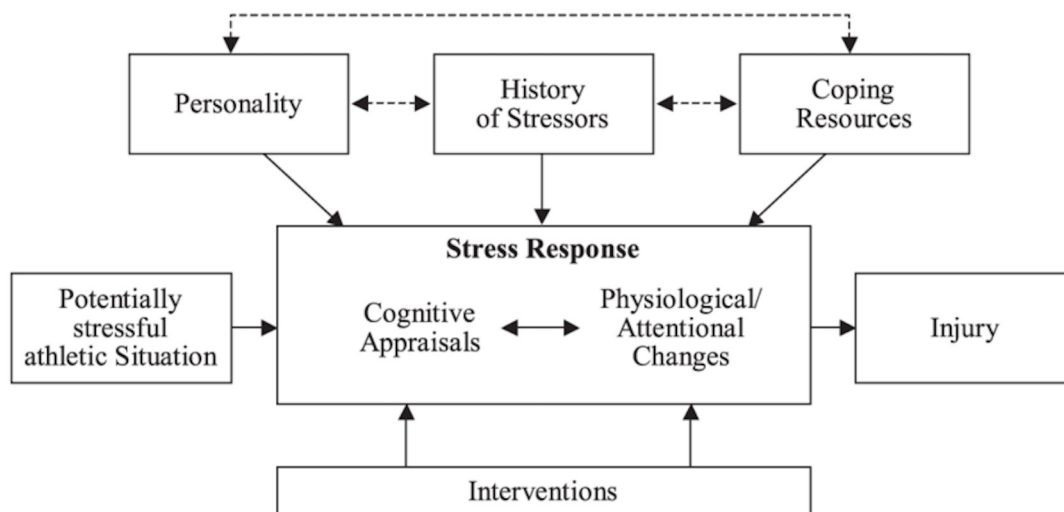 Personality
History
of Stressors
Coping
Resources
Stress Response
Potentially
stressful
athletic Situation
Cognitive
Appraisals
Physiological/
Attentional
Changes
Injury
Interventions